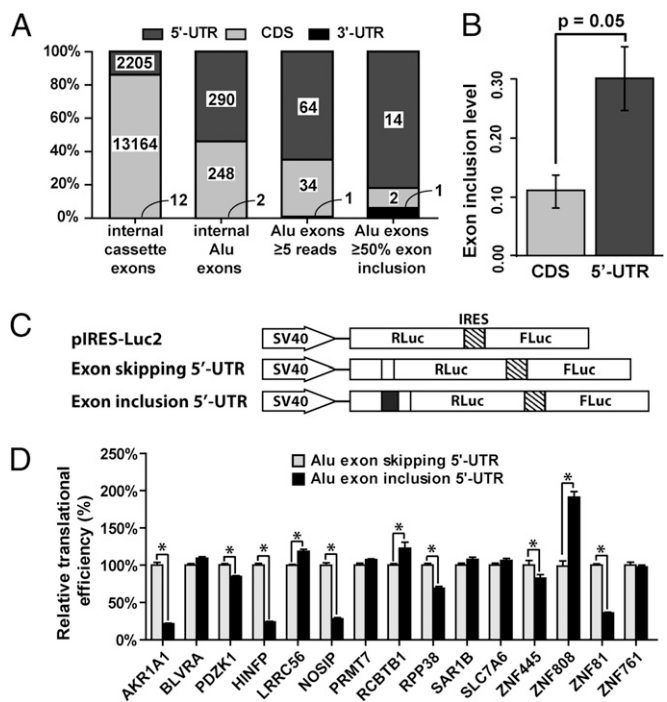 A
5'-UTR CDS 3'-UTR
100%
80%
60%
40%
20%
0%
2205
13164
12
290
248
2
64
34
1
14
2
1
internal cassette exons
internal Alu exons
Alu exons ≥5 reads
Alu exons ≥50% exon inclusion
B
p = 0.05
Exon inclusion level
0.30
0.10
0.00
CDS 5'-UTR
C
IRES
pIRES-Luc2 SV40 RLuc FLuc
Exon skipping 5'-UTR SV40 RLuc FLuc
Exon inclusion 5'-UTR SV40 RLuc FLuc
D
Relative translational efficiency (%)
250%
200%
150%
100%
50%
0%
Alu exon skipping 5'-UTR
Alu exon inclusion 5'-UTR
* * * * * * * * * *
AKR1A1
BLVRA
PDZK1
HINFP
LRRC56
NOSIP
PRMT7
RCBTB1
RPP38
SAR1B
SLC7A6
ZNF445
ZNF808
ZNF81
ZNF761